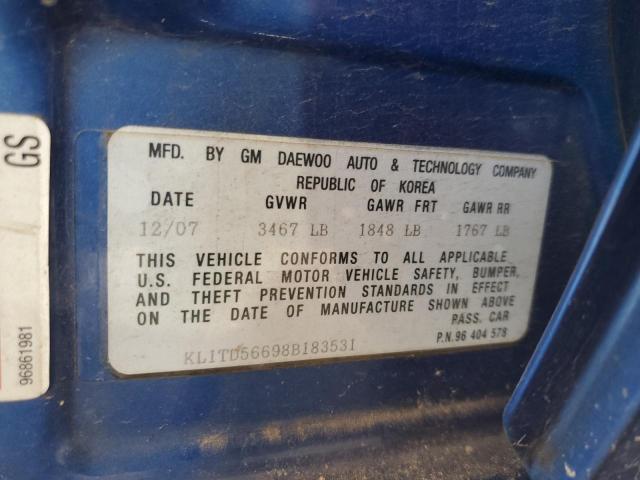 GS
96861981
MFD. BY GM DAEWOO AUTO & TECHNOLOGY COMPANY
REPUBLIC OF KOREA
DATE GVWR GAWR FRT GAWR RR
12/07 3467 LB 1848 LB 1767 LB
THIS VEHICLE CONFORMS TO ALL APPLICABLE
U.S. FEDERAL MOTOR VEHICLE SAFETY, BUMPER,
AND THEFT PREVENTION STANDARDS IN EFFECT
ON THE DATE OF MANUFACTURE SHOWN ABOVE
PASS. CAR
P.N. 96 404 578
KL1TD56698B183531